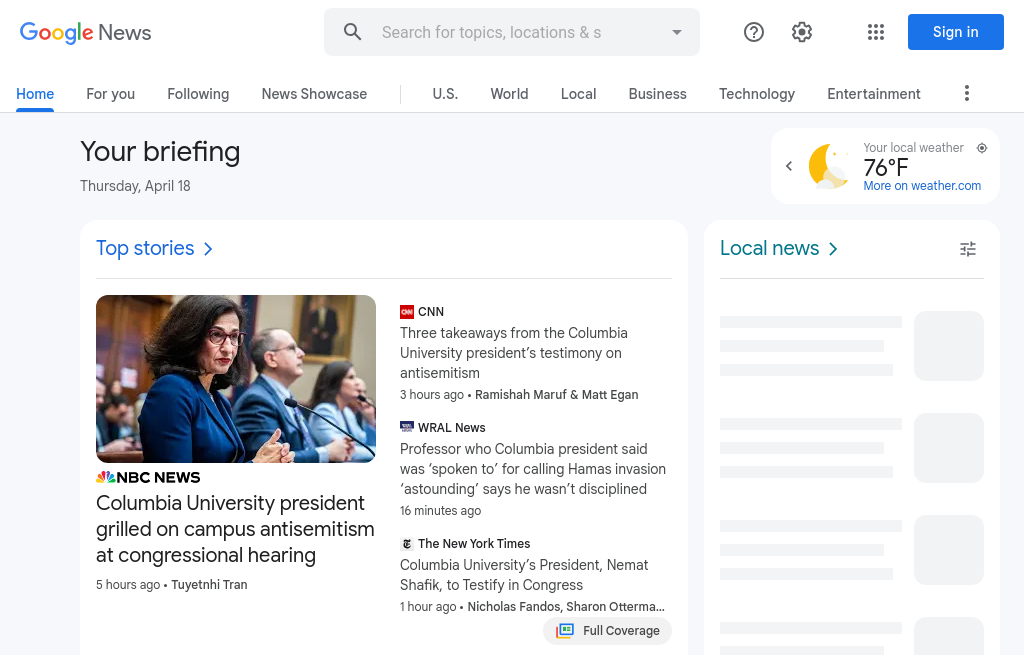 Google News
Search for topics, locations & s
Sign in
Home
For you
Following
News Showcase
U.S.
World
Local
Business
Technology
Entertainment
Your briefing
Thursday, April 18
Your local weather
76°F
More on weather.com
Top stories
NBC NEWS
Columbia University president
grilled on campus antisemitism
at congressional hearing
5 hours ago • Tuyetnhi Tran
CNN
Three takeaways from the Columbia
University president’s testimony on
antisemitism
3 hours ago • Ramishah Maruf & Matt Egan
WRAL News
Professor who Columbia president said
was ‘spoken to’ for calling Hamas invasion
‘astounding’ says he wasn’t disciplined
16 minutes ago
The New York Times
Columbia University’s President, Nemat
Shafik, to Testify in Congress
1 hour ago • Nicholas Fandos, Sharon Otterma...
Full Coverage
Local news